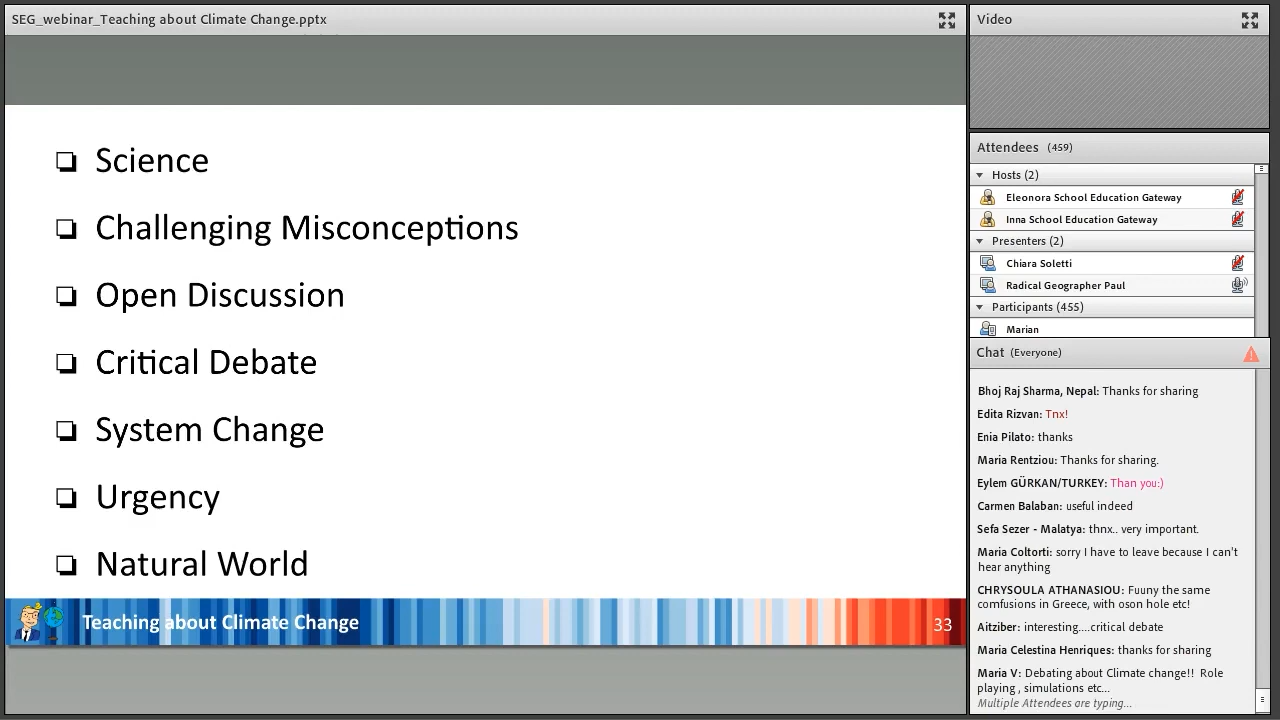 SEG_webinar_Teaching about Climate Change.pptx
Science
Challenging Misconceptions
Open Discussion
Critical Debate
System Change
Urgency
Natural World
Teaching about Climate Change
33
Video
Attendees (459)
Hosts (2)
Eleonora School Education Gateway
Inna School Education Gateway
Presenters (2)
Chiara Soletti
Radical Geographer Paul
Participants (455)
Marian
Chat (Everyone)
Bhoj Raj Sharma, Nepal: Thanks for sharing
Edita Rizvan: Tnx!
Enia Pilato: thanks
Maria Rentziou: Thanks for sharing.
Eylem GÜRKAN/TURKEY: Than you:)
Carmen Balaban: useful indeed
Sefa Sezer - Malatya: thnx.. very important.
Maria Coltorti: sorry I have to leave because I can't
hear anything
CHRYSOULA ATHANASIOU: Fuuny the same
comfusions in Greece, with oson hole etc!
Aitziber: interesting....critical debate
Maria Celestina Henriques: thanks for sharing
Maria V: Debating about Climate change!! Role
playing , simulations etc...
Multiple Attendees are typing...